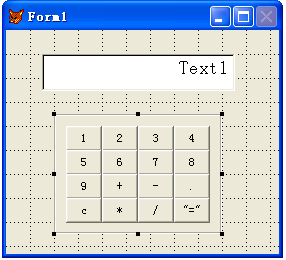 Form1
Text1
1 2 3 4
5 6 7 8
9 + - .
c * / "="